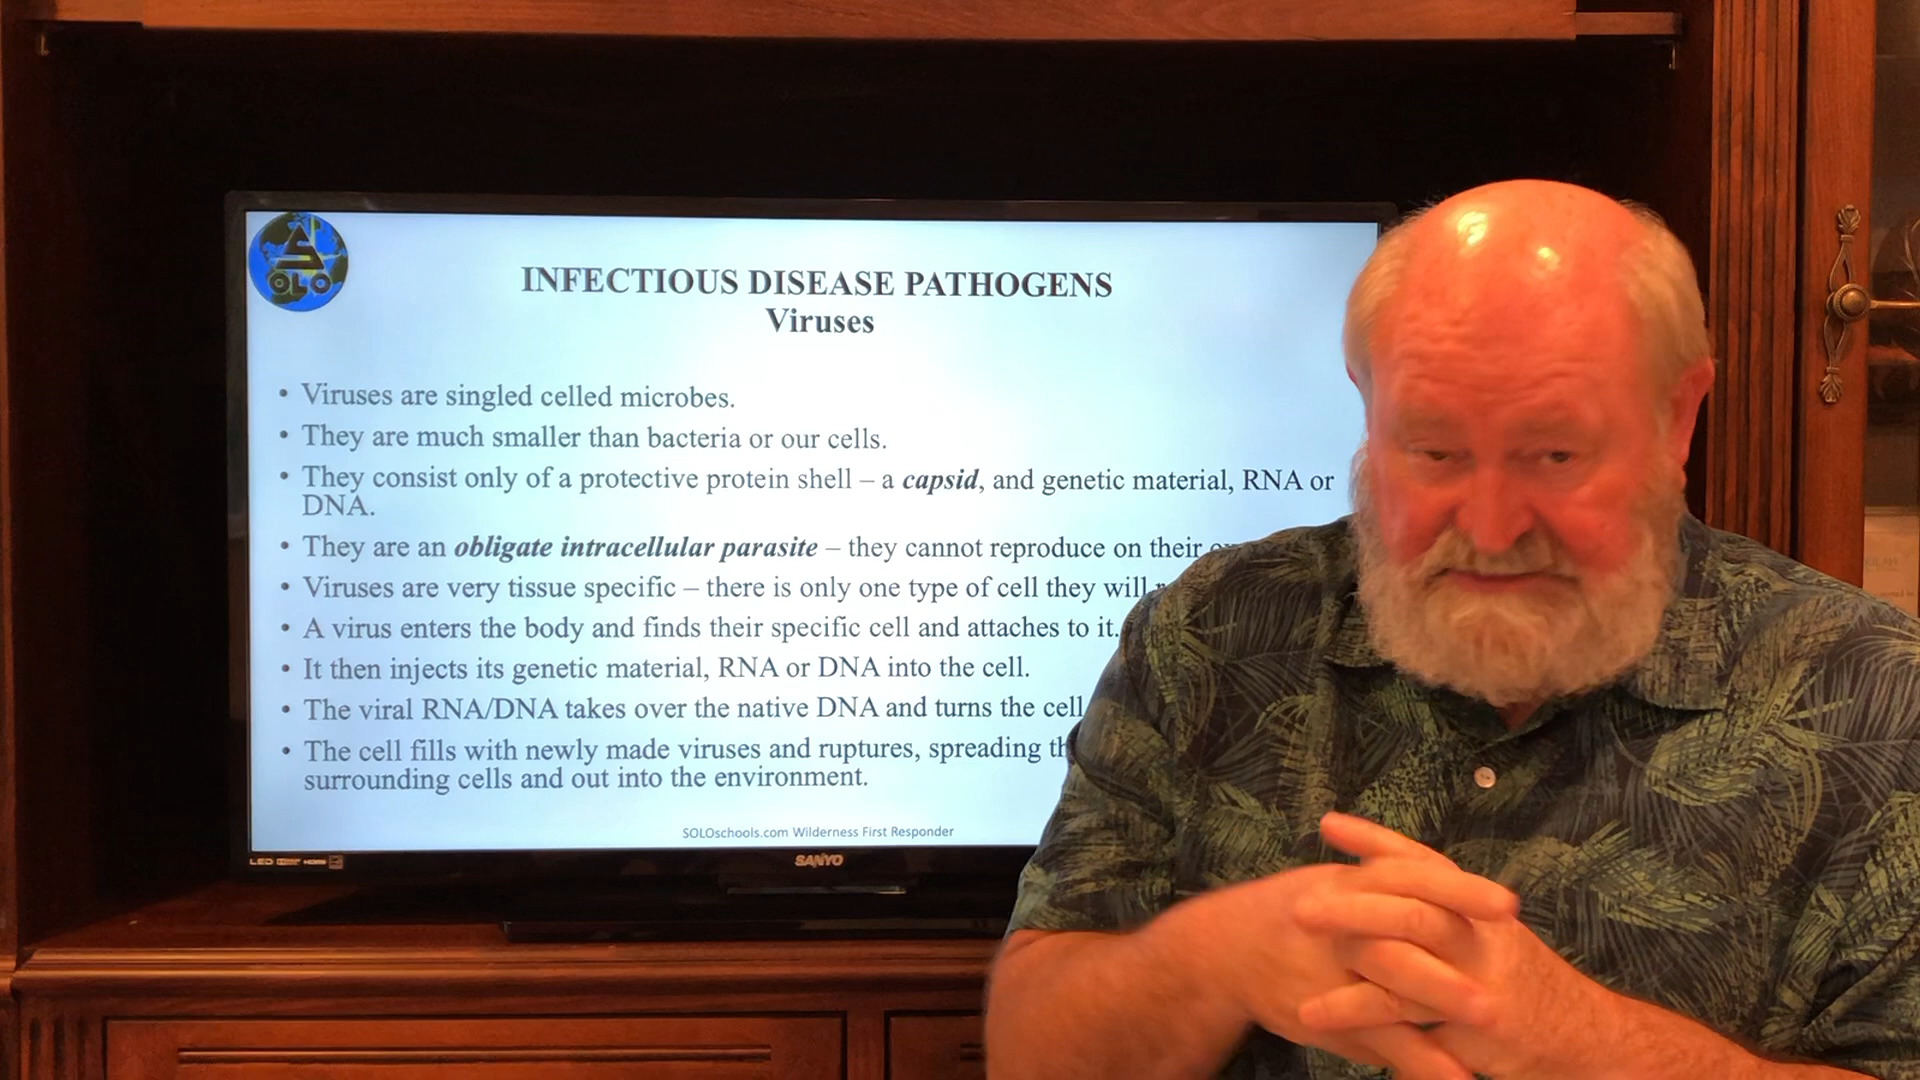 SOLO
INFECTIOUS DISEASE PATHOGENS
Viruses
• Viruses are singled celled microbes.
• They are much smaller than bacteria or our cells.
• They consist only of a protective protein shell – a capsid, and genetic material, RNA or
DNA.
• They are an obligate intracellular parasite – they cannot reproduce on their
• Viruses are very tissue specific – there is only one type of cell they will
• A virus enters the body and finds their specific cell and attaches to it.
• It then injects its genetic material, RNA or DNA into the cell.
• The viral RNA/DNA takes over the native DNA and turns the cell
• The cell fills with newly made viruses and ruptures, spreading
surrounding cells and out into the environment.
SOLOschools.com Wilderness First Responder
LED HDMI
SANYO